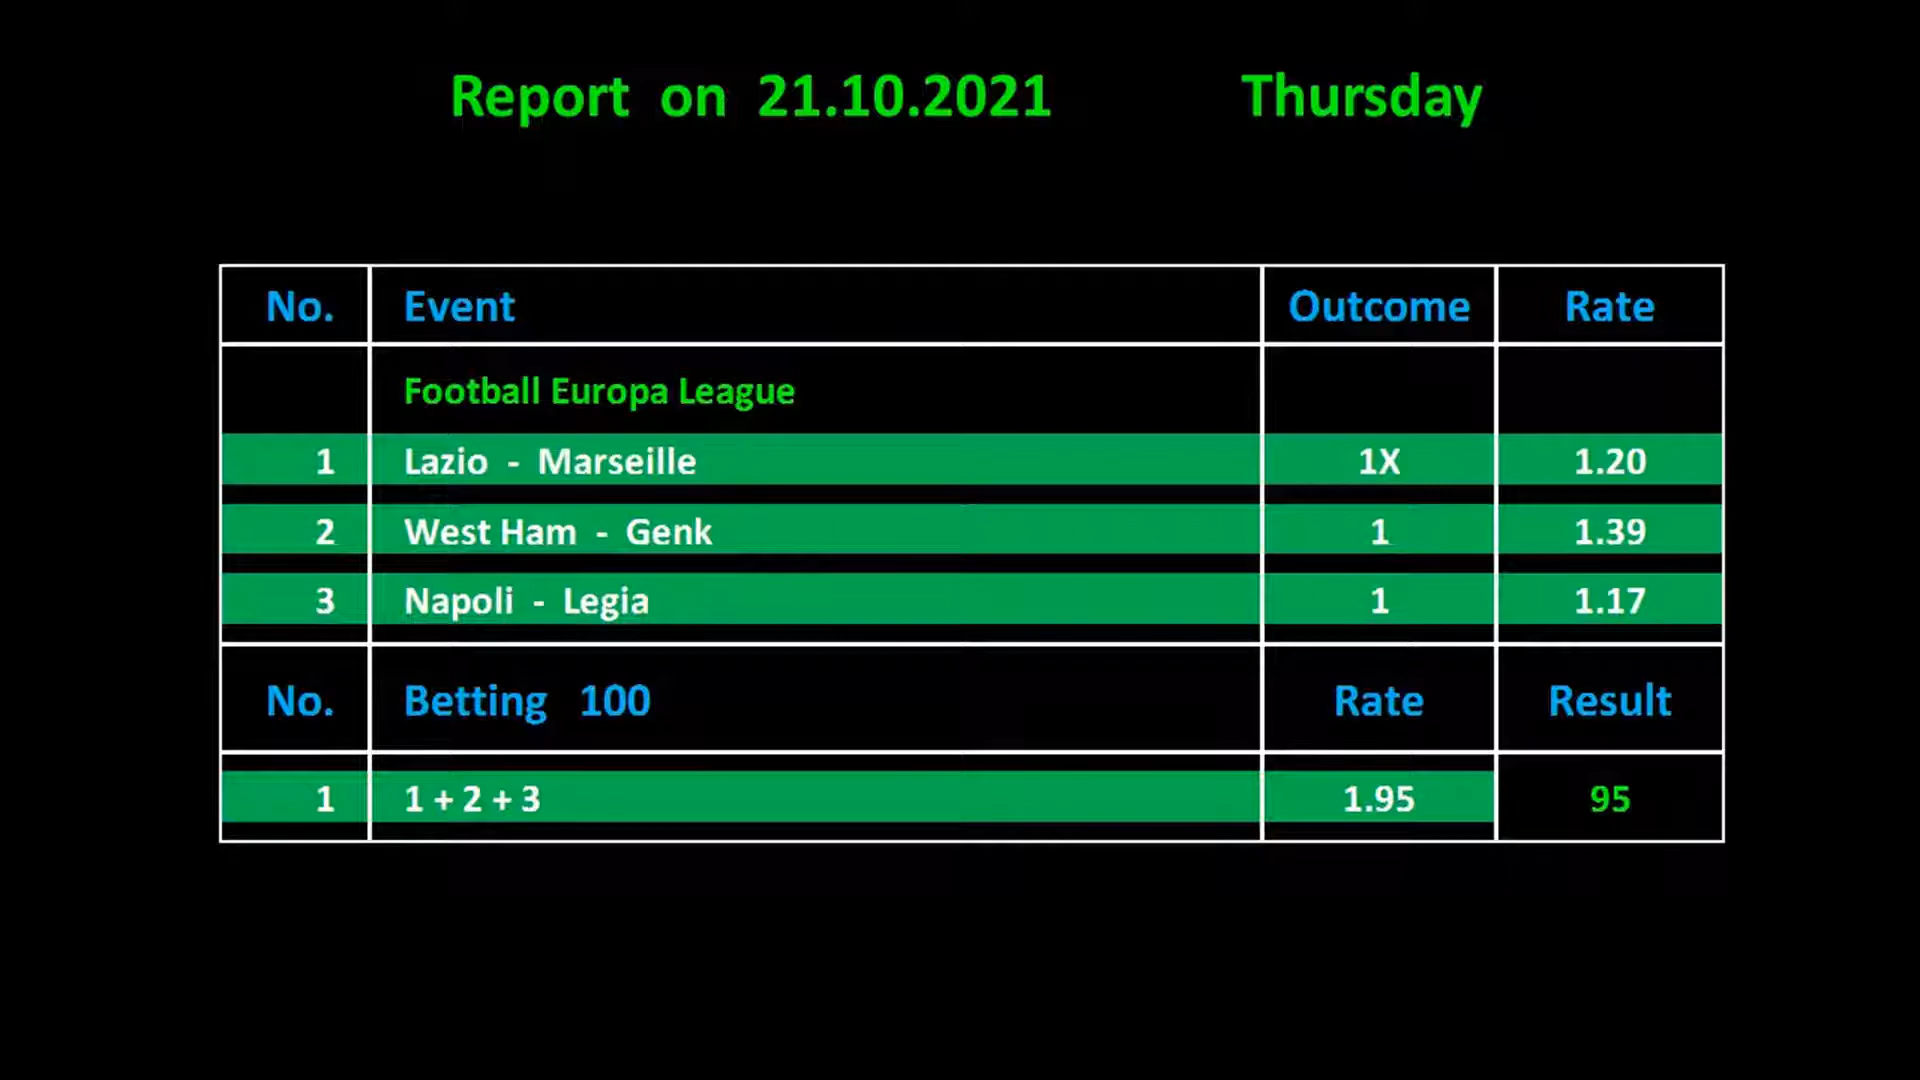 Report on 21.10.2021 Thursday
No. Event Outcome Rate
Football Europa League
1 Lazio - Marseille 1X 1.20
2 West Ham - Genk 1 1.39
3 Napoli - Legia 1 1.17
No. Betting 100 Rate Result
1 1 + 2 + 3 1.95 95